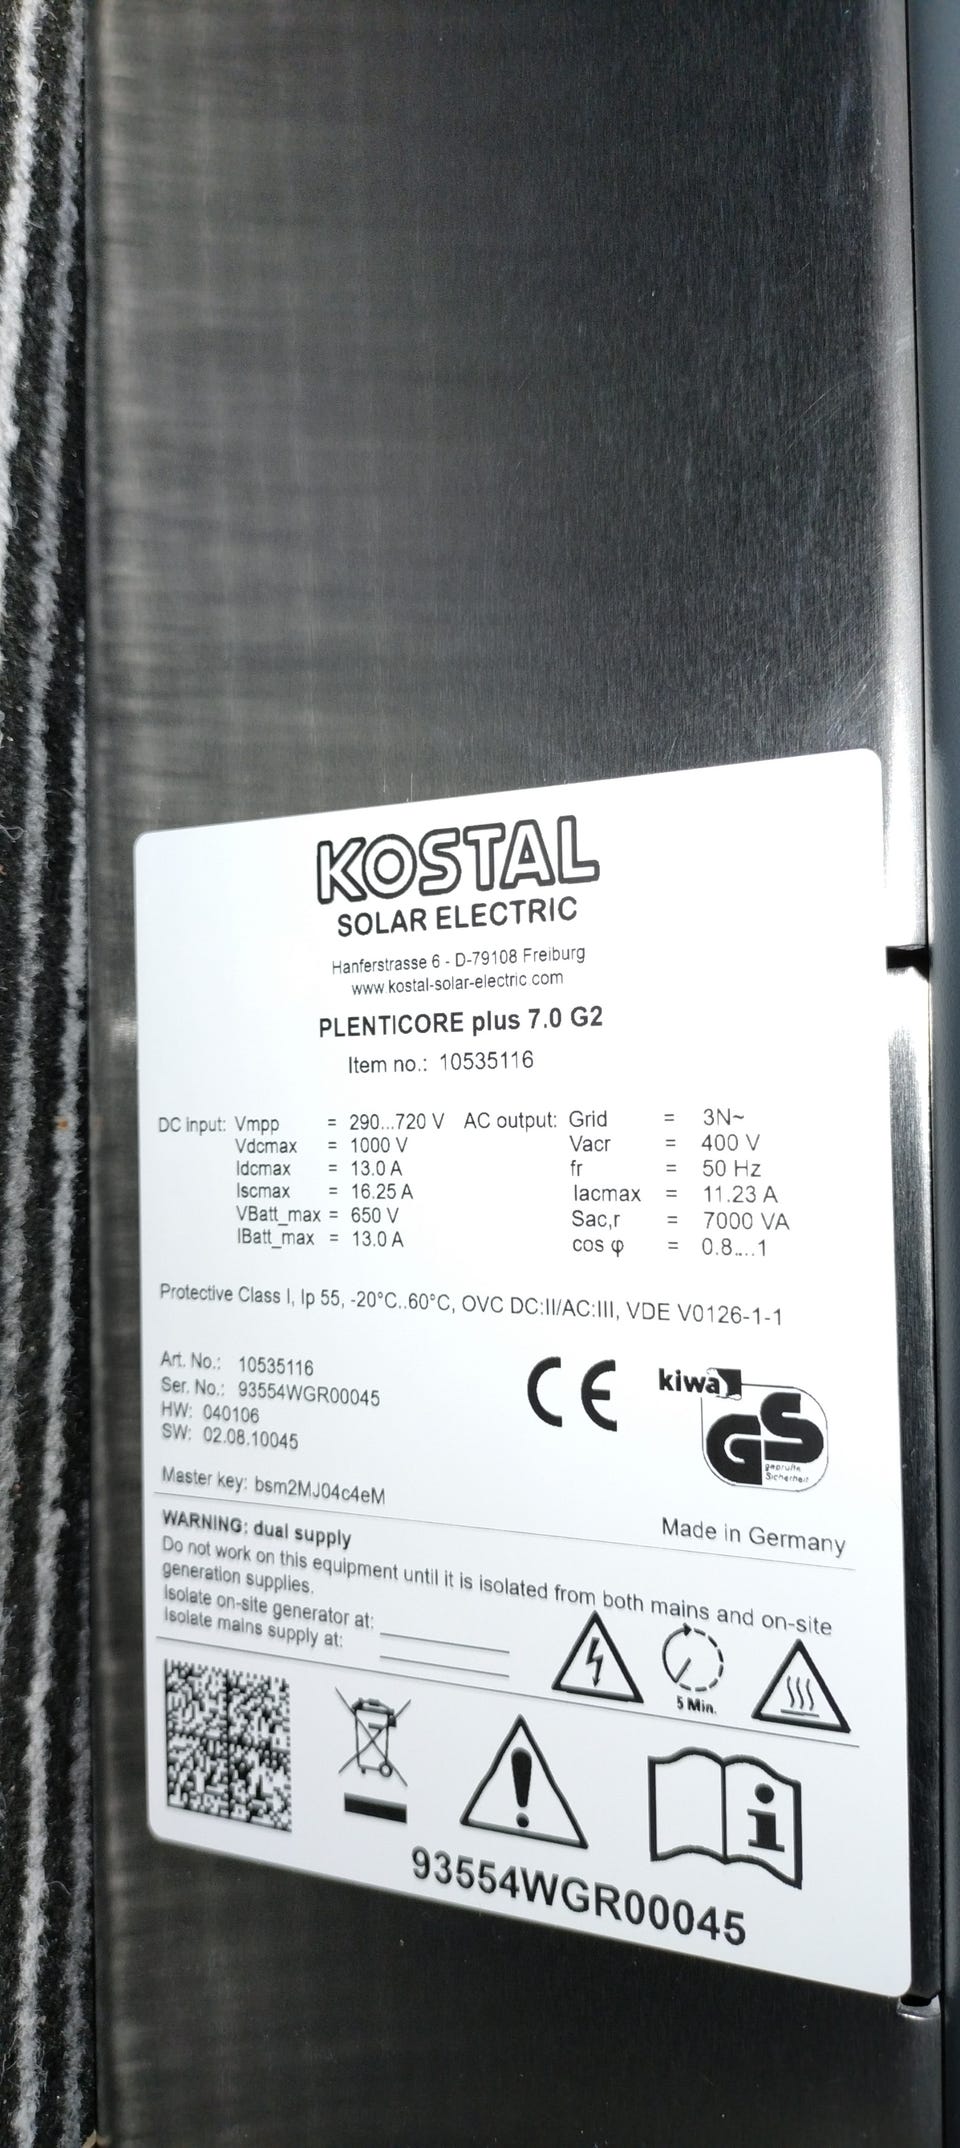 KOSTAL
SOLAR ELECTRIC
Hanferstrasse 6 - D-79108 Freiburg
www.kostal-solar-electric.com
PLENTICORE plus 7.0 G2
Item no.: 10535116
DC input: Vmpp = 290...720 V AC output: Grid = 3N~
Vdcmax = 1000 V Vacr = 400 V
Idcmax = 13.0 A fr = 50 Hz
Iscmax = 16.25 A Iacmax = 11.23 A
VBatt_max = 650 V Sac,r = 7000 VA
IBatt_max = 13.0 A cos φ = 0.8....1
Protective Class I, Ip 55, -20°C..60°C, OVC DC:II/AC:III, VDE V0126-1-1
Art. No.: 10535116
Ser. No.: 93554WGR00045
HW: 040106
SW: 02.08.10045
Master key: bsm2MJ04c4eM
CE
kiwa
GS
geprüfte
Sicherheit
Made in Germany
WARNING: dual supply
Do not work on this equipment until it is isolated from both mains and on-site
generation supplies.
Isolate on-site generator at:
Isolate mains supply at:
5 Min.
93554WGR00045